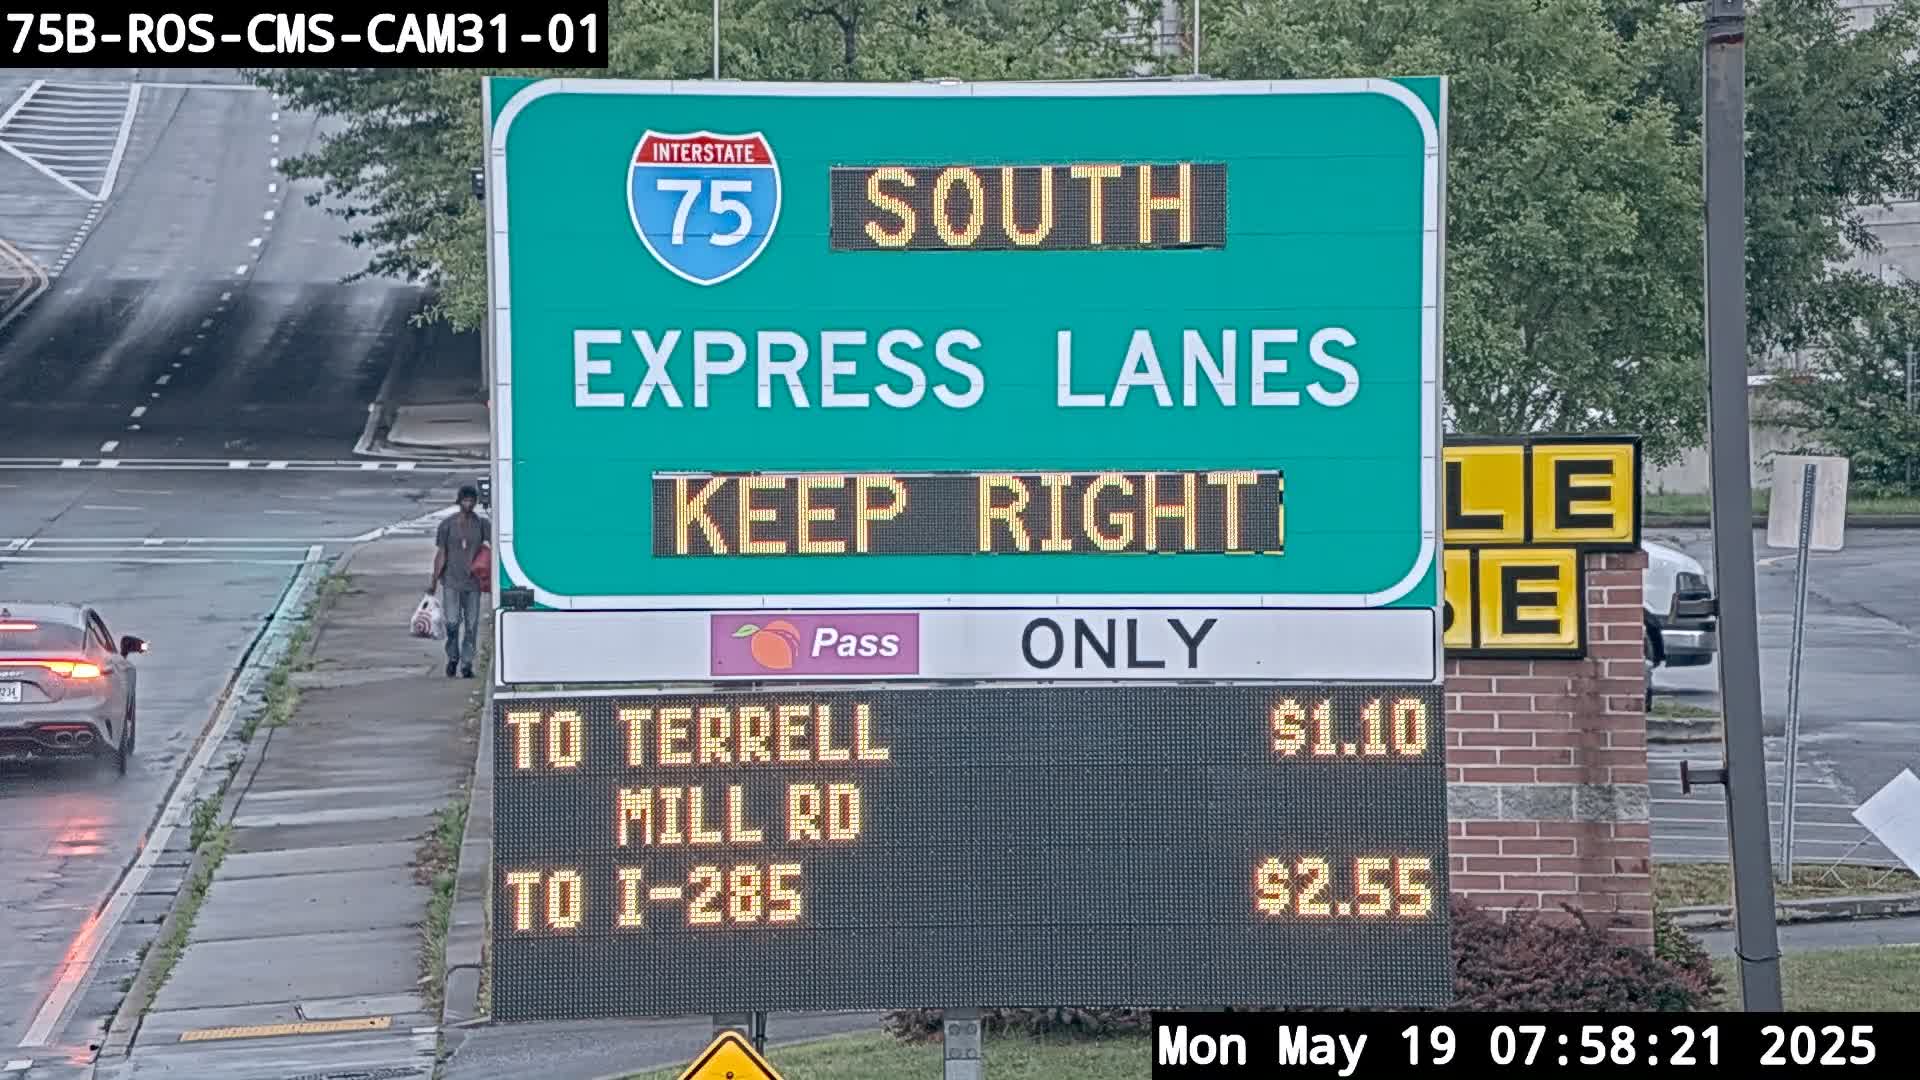 75B-ROS-CMS-CAM31-01
INTERSTATE
75
SOUTH
EXPRESS LANES
KEEP RIGHT
Pass ONLY
TO TERRELL $1.10
MILL RD
TO I-285 $2.55
LE
E
Mon May 19 07:58:21 2025